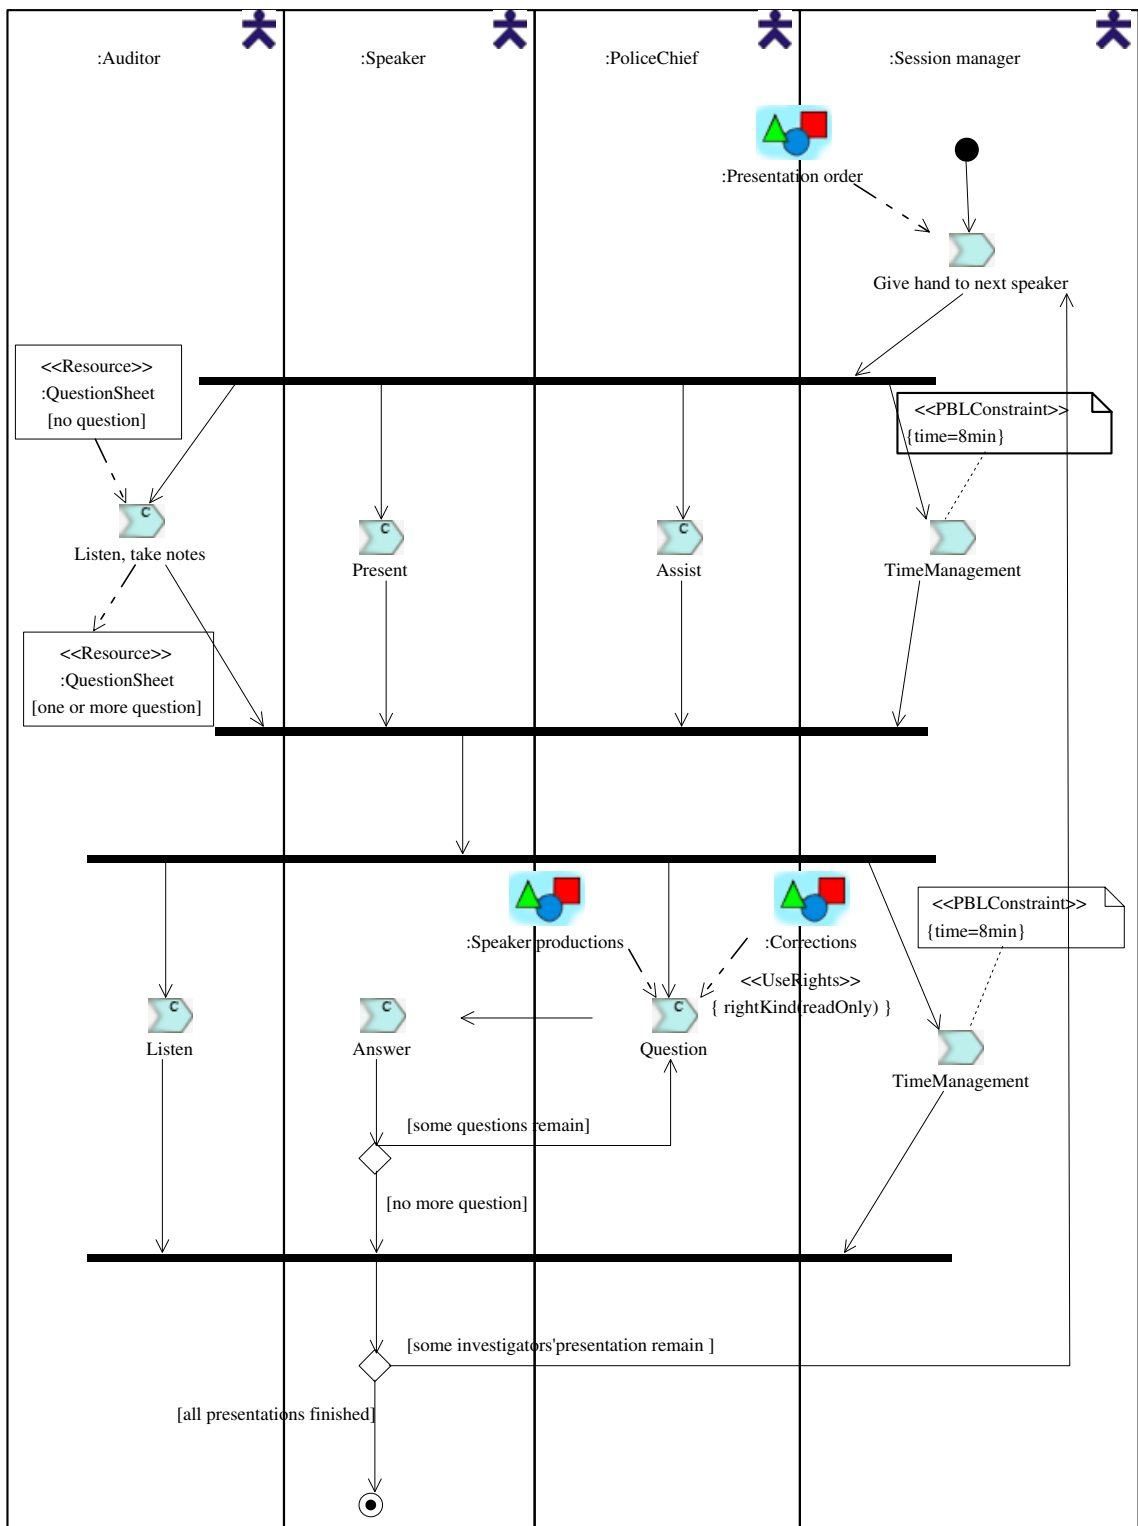 :Auditor
:Speaker
:PoliceChief
:Session manager
:Presentation order
Give hand to next speaker
<<Resource>>
:QuestionSheet
[no question]
<<PBLConstraint>>
{time=8min}
C
C
C
Listen, take notes
Present
Assist
TimeManagement
<<Resource>>
:QuestionSheet
[one or more question]
<<PBLConstraint>>
{time=8min}
:Speaker productions
:Corrections
<<UseRights>>
{ rightKind(readOnly) }
C
C
C
Listen
Answer
Question
TimeManagement
[some questions remain]
[no more question]
[some investigators'presentation remain ]
[all presentations finished]